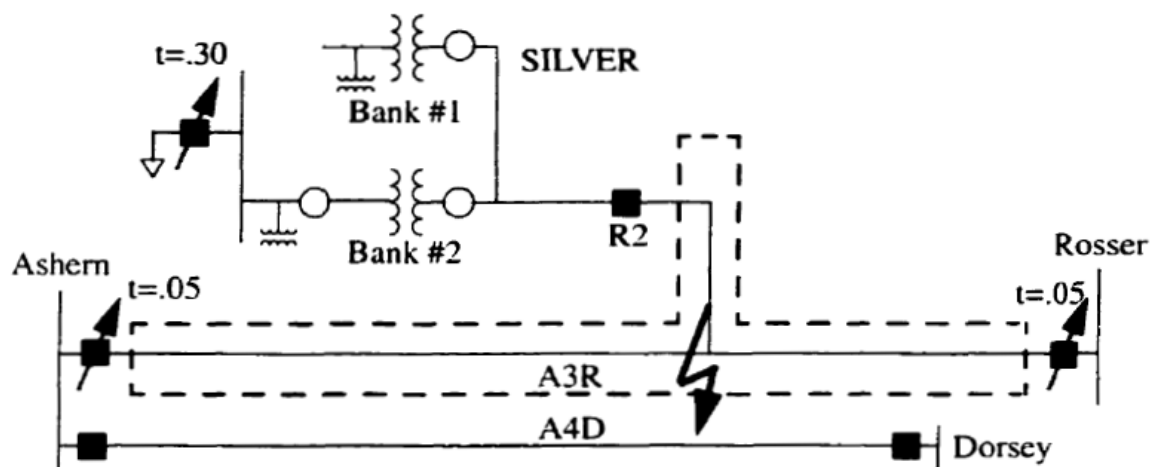 t=.30
SILVER
Bank #1
R2
Bank #2
Ashern
Rosser
t=.05
t=.05
A3R
A4D
Dorsey